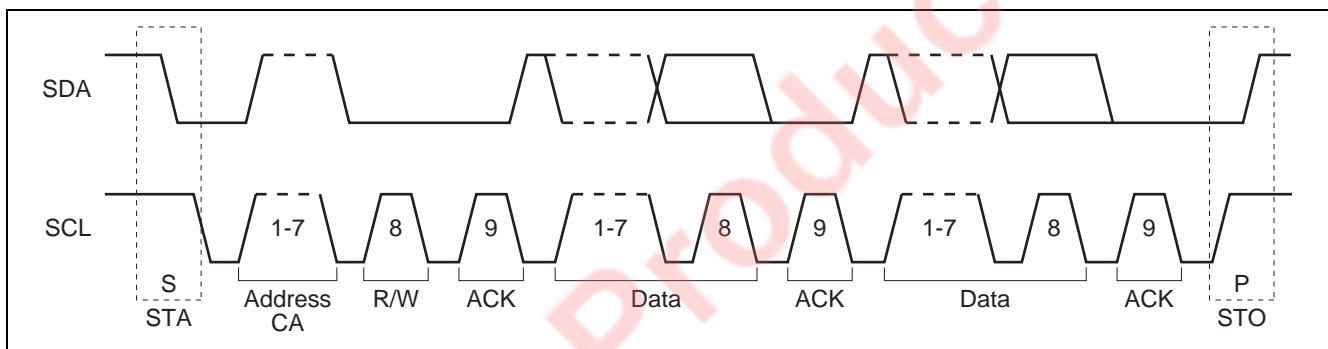 SDA
SCL
1-7 8 9 1-7 8 9 1-7 8 9
S P
STA Address CA R/W ACK Data ACK Data ACK STO
Produc